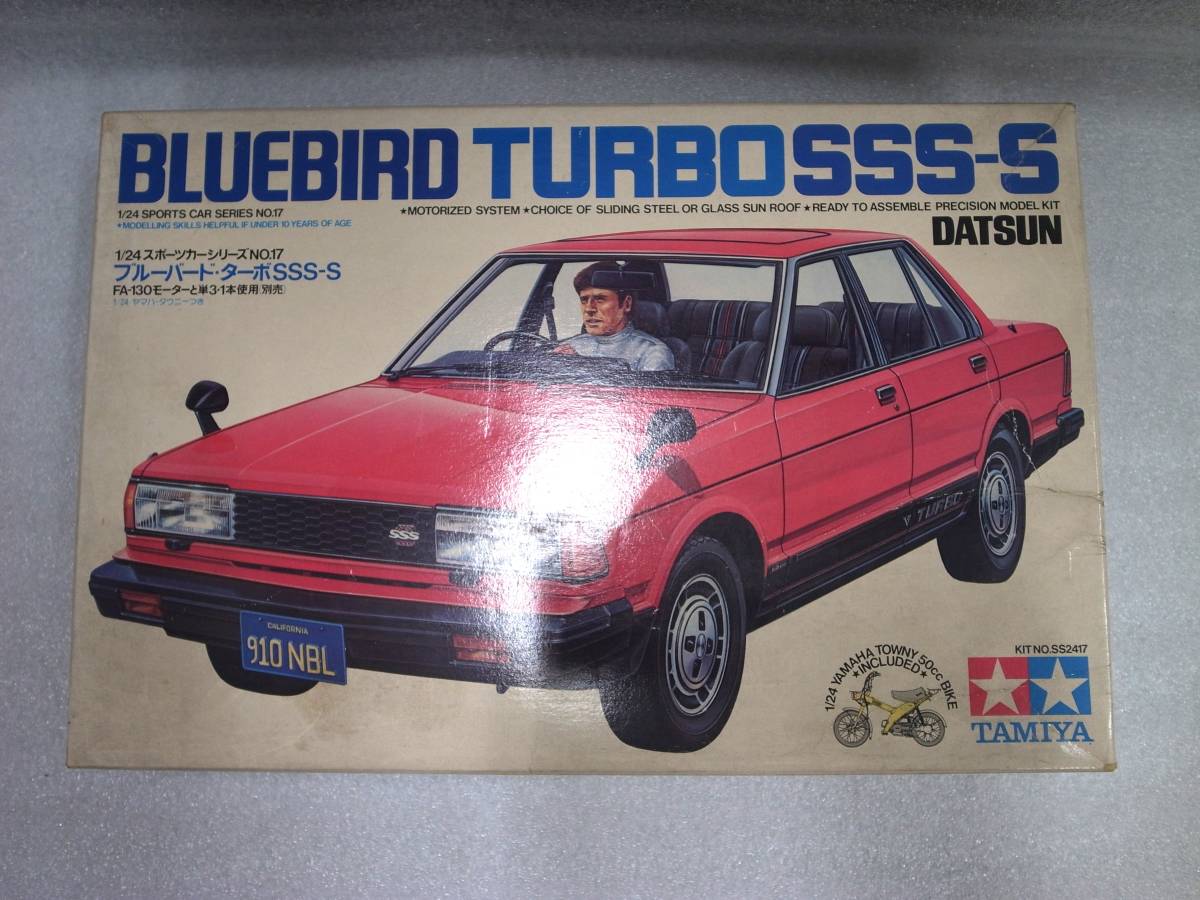 BLUEBIRD TURBO SSS-S
1/24 SPORTS CAR SERIES NO.17
★MOTORIZED SYSTEM ★CHOICE OF SLIDING STEEL OR GLASS SUN ROOF ★READY TO ASSEMBLE PRECISION MODEL KIT
★MODELLING SKILLS HELPFUL IF UNDER 10 YEARS OF AGE
DATSUN
1/24スポーツカーシリーズNO.17
ブルーバード・ターボSSS-S
FA-130モーターと単3・1本使用(別売)
1/24 ヤマハ・タウニーつき
SSS
TURBO
CALIFORNIA
910 NBL
1/24 YAMAHA TOWNY 50cc BIKE
★INCLUDED★
KIT NO.SS2417
TAMIYA